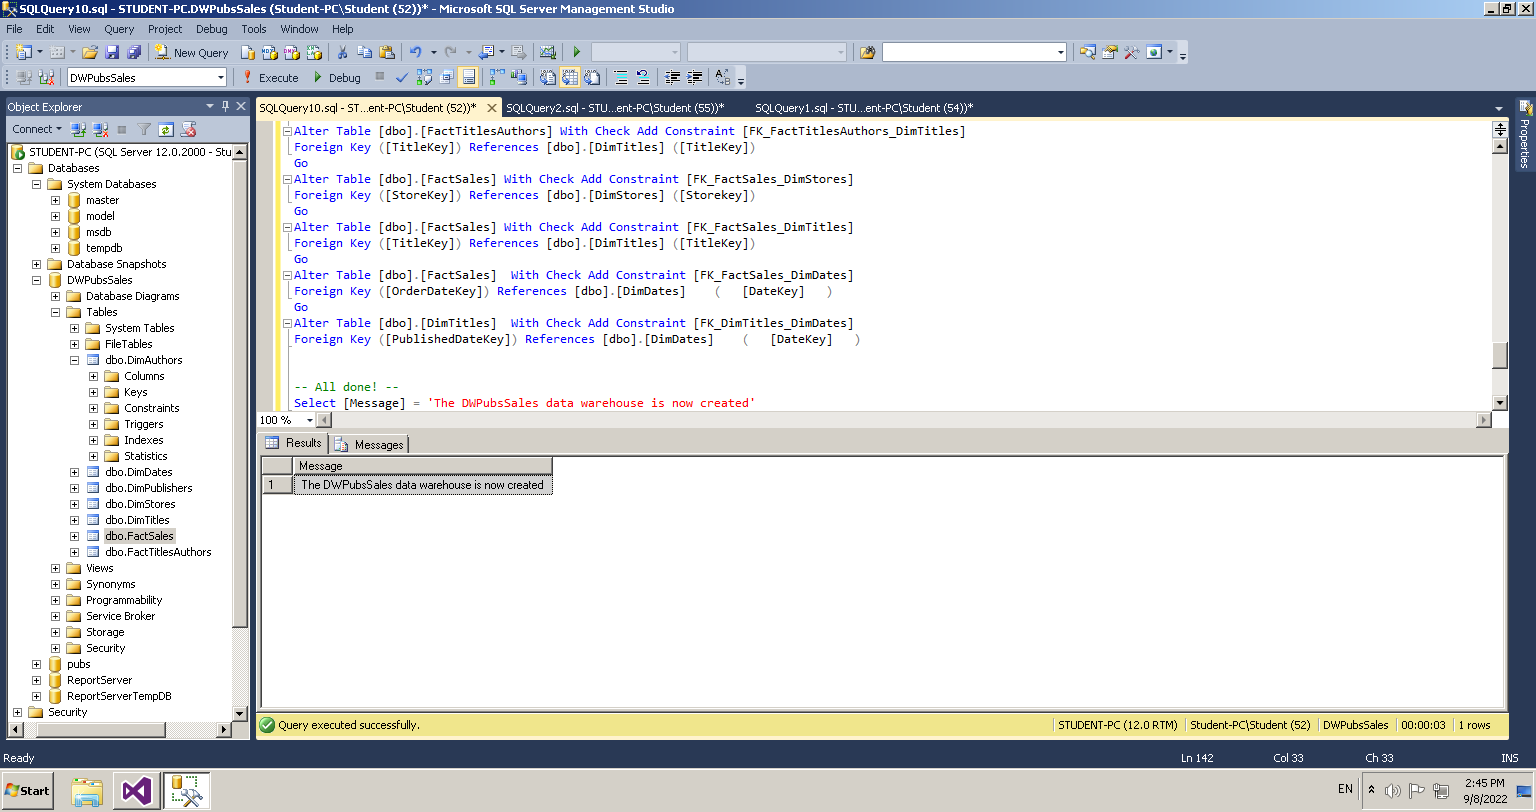 SQLQuery10.sql - STUDENT-PC.DWPubsSales (Student-PC\Student (52))* - Microsoft SQL Server Management Studio
File Edit View Query Project Debug Tools Window Help
New Query
DWPubsSales Execute Debug
Object Explorer
Connect
STUDENT-PC (SQL Server 12.0.2000 - Stu
Databases
System Databases
master
model
msdb
tempdb
Database Snapshots
DWPubsSales
Database Diagrams
Tables
System Tables
FileTables
dbo.DimAuthors
Columns
Keys
Constraints
Triggers
Indexes
Statistics
dbo.DimDates
dbo.DimPublishers
dbo.DimStores
dbo.DimTitles
dbo.FactSales
dbo.FactTitlesAuthors
Views
Synonyms
Programmability
Service Broker
Storage
Security
pubs
ReportServer
ReportServerTempDB
Security
SQLQuery10.sql - ST...ent-PC\Student (52))* SQLQuery2.sql - STU...ent-PC\Student (55))* SQLQuery1.sql - STU...ent-PC\Student (54))*
Alter Table [dbo].[FactTitlesAuthors] With Check Add Constraint [FK_FactTitlesAuthors_DimTitles]
Foreign Key ([TitleKey]) References [dbo].[DimTitles] ([TitleKey])
Go
Alter Table [dbo].[FactSales] With Check Add Constraint [FK_FactSales_DimStores]
Foreign Key ([StoreKey]) References [dbo].[DimStores] ([Storekey])
Go
Alter Table [dbo].[FactSales] With Check Add Constraint [FK_FactSales_DimTitles]
Foreign Key ([TitleKey]) References [dbo].[DimTitles] ([TitleKey])
Go
Alter Table [dbo].[FactSales]  With Check Add Constraint [FK_FactSales_DimDates]
Foreign Key ([OrderDateKey]) References [dbo].[DimDates]    (   [DateKey]   )
Go
Alter Table [dbo].[DimTitles]  With Check Add Constraint [FK_DimTitles_DimDates]
Foreign Key ([PublishedDateKey]) References [dbo].[DimDates]    (   [DateKey]   )
-- All done! --
Select [Message] = 'The DWPubsSales data warehouse is now created'
100 %
Results Messages
Message
1 The DWPubsSales data warehouse is now created
Query executed successfully. STUDENT-PC (12.0 RTM) Student-PC\Student (52) DWPubsSales 00:00:03 1 rows
Properties
Ready Ln 142 Col 33 Ch 33 INS
Start EN 2:45 PM
9/8/2022